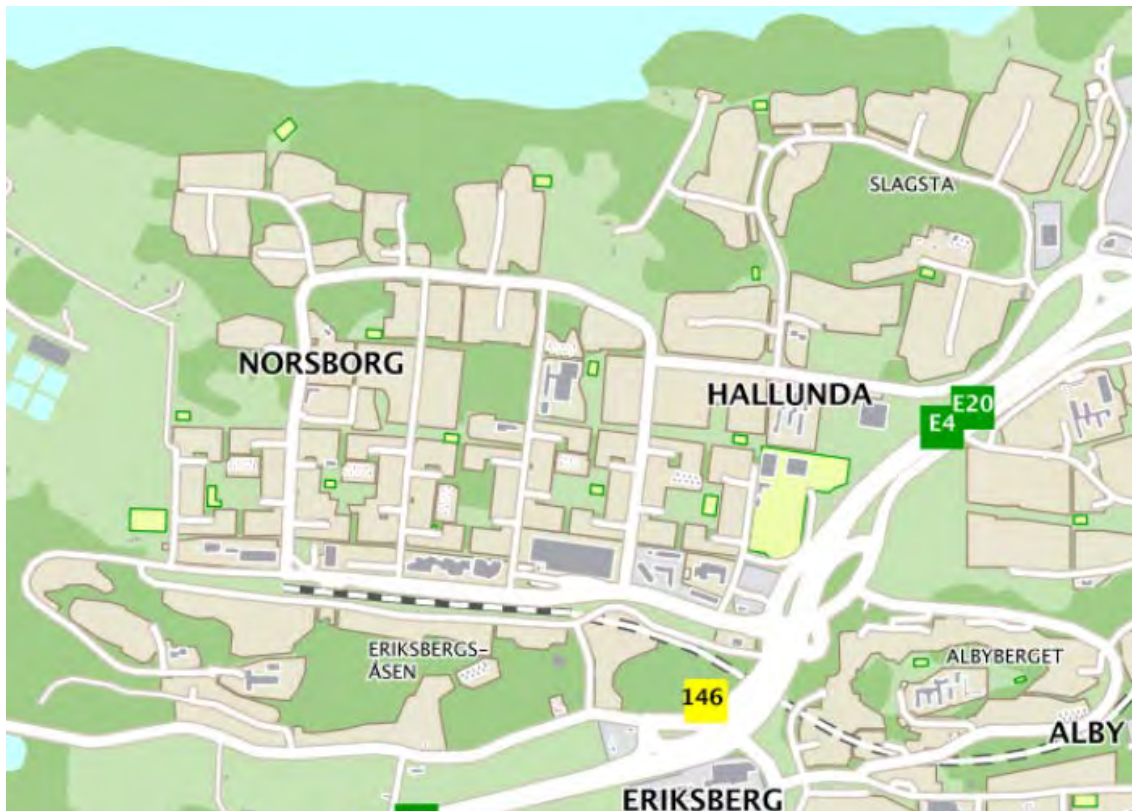 SLAGSTA
NORSBORG
HALLUNDA
E20
E4
ERIKSBERGS-
ÅSEN
ALBYBERGET
146
ALBY
ERIKSBERG